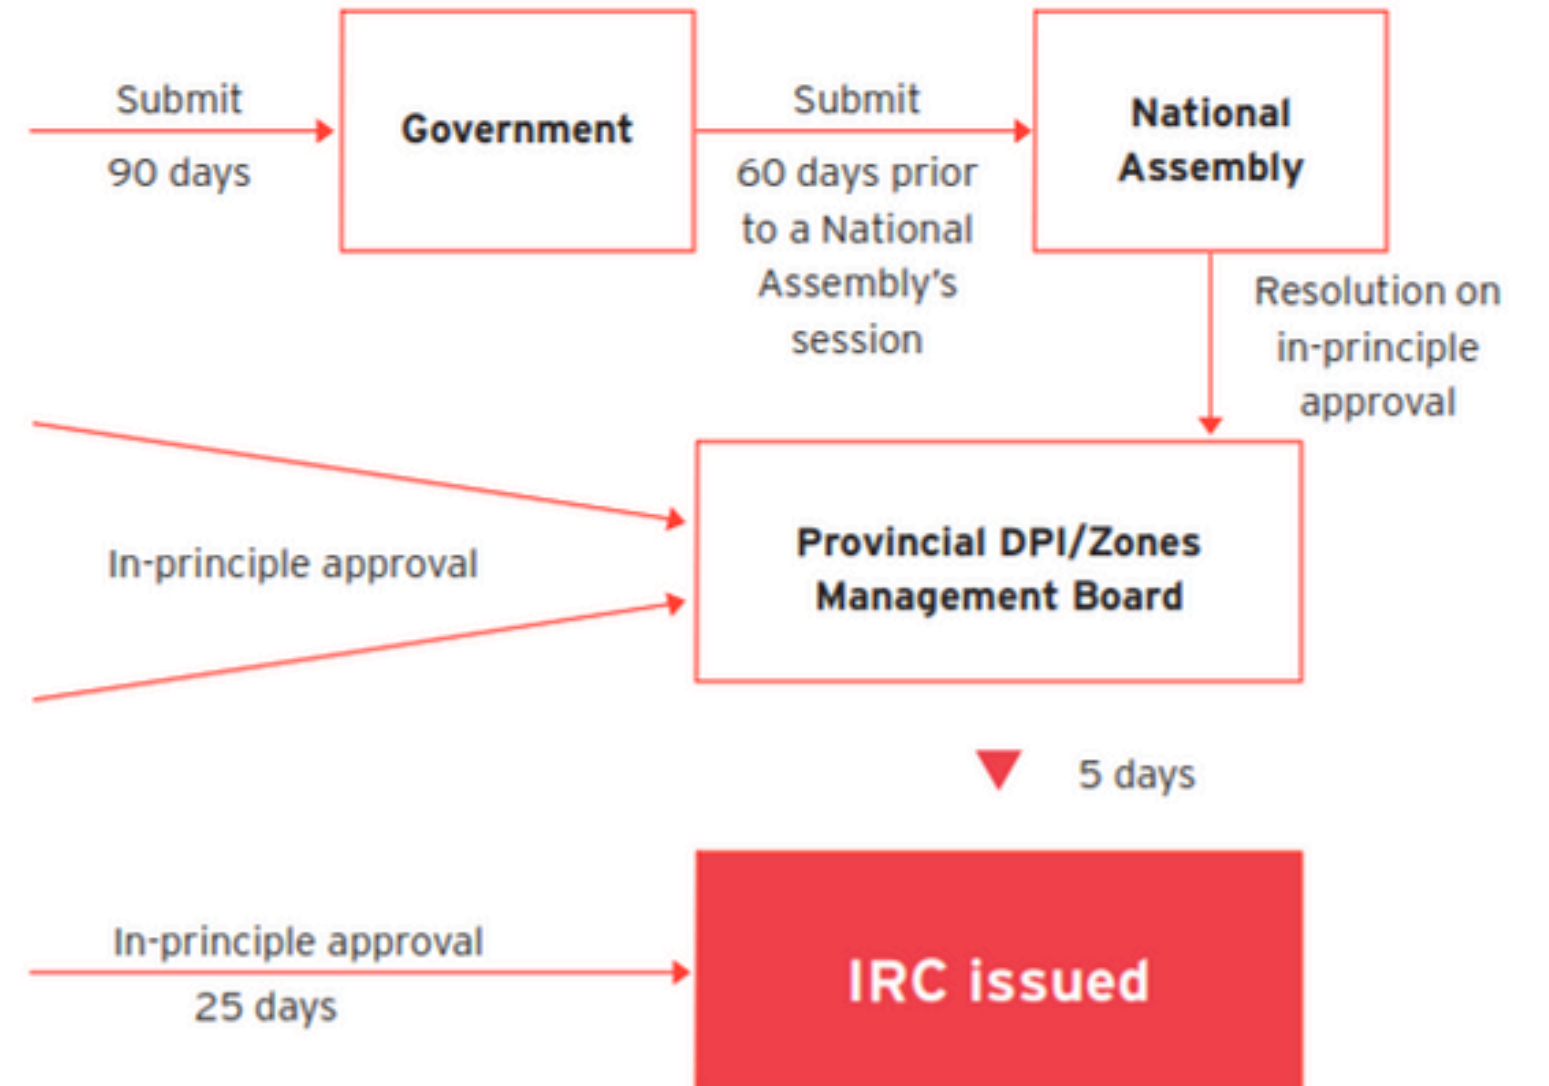 Submit
90 days
Government
Submit
60 days prior
to a National
Assembly's
session
National
Assembly
Resolution on
in-principle
approval
In-principle approval
Provincial DPI/Zones
Management Board
5 days
In-principle approval
25 days
IRC issued